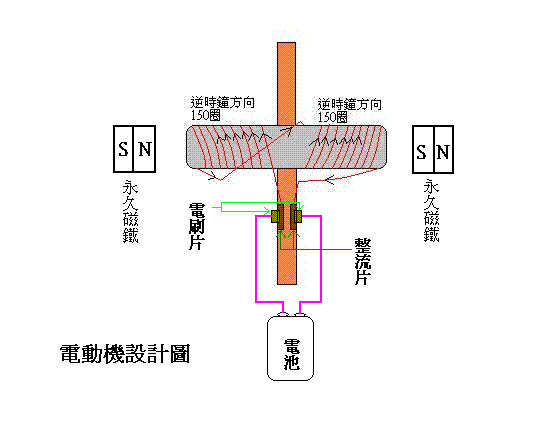 逆時鐘方向
150圈
逆時鐘方向
150圈
S N
S N
永久磁鐵
永久磁鐵
電刷片
整流片
電池
電動機設計圖